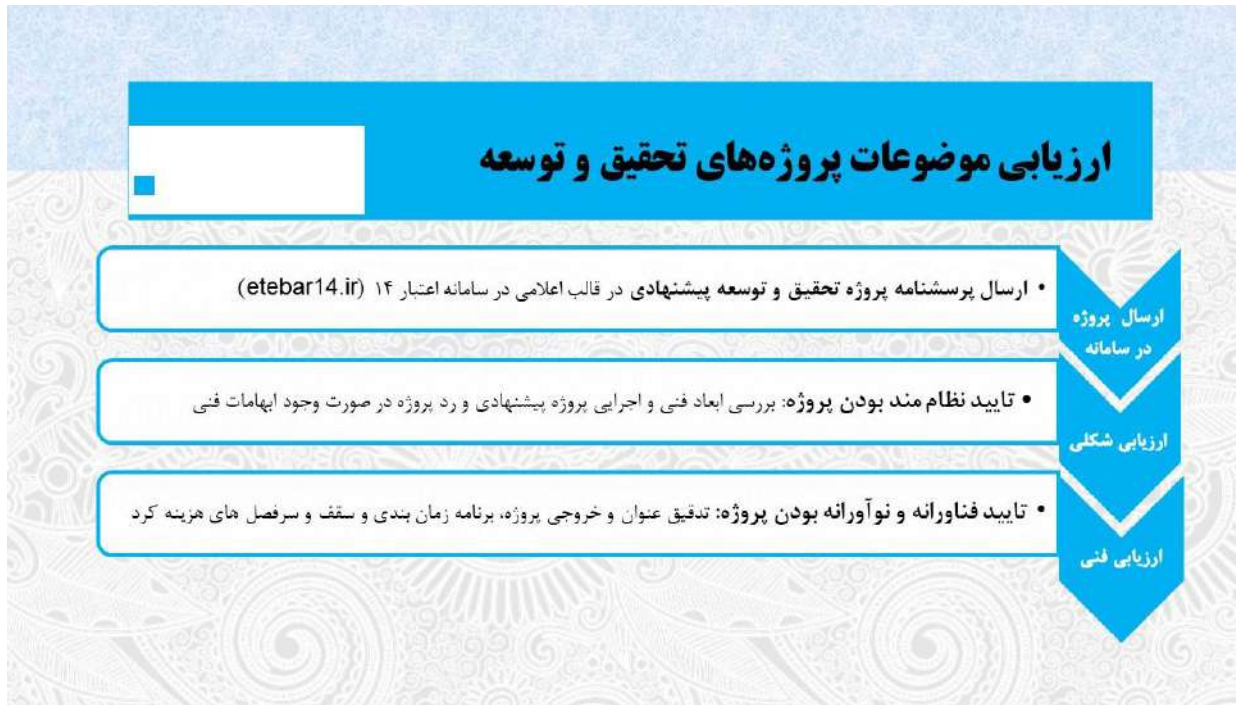 ارزیابی موضوعات پروژه‌های تحقیق و توسعه
ارسال پروژه
در سامانه
• ارسال پرسشنامه پروژه تحقیق و توسعه پیشنهادی در قالب اعلامی در سامانه اعتبار ۱۴ (etebar14.ir)
ارزیابی شکلی
• تایید نظام مند بودن پروژه: بررسی ابعاد فنی و اجرایی پروژه پیشنهادی و رد پروژه در صورت وجود ابهامات فنی
ارزیابی فنی
• تایید فناورانه و نوآورانه بودن پروژه: تدقیق عنوان و خروجی پروژه، برنامه زمان بندی و سقف و سرفصل های هزینه کرد